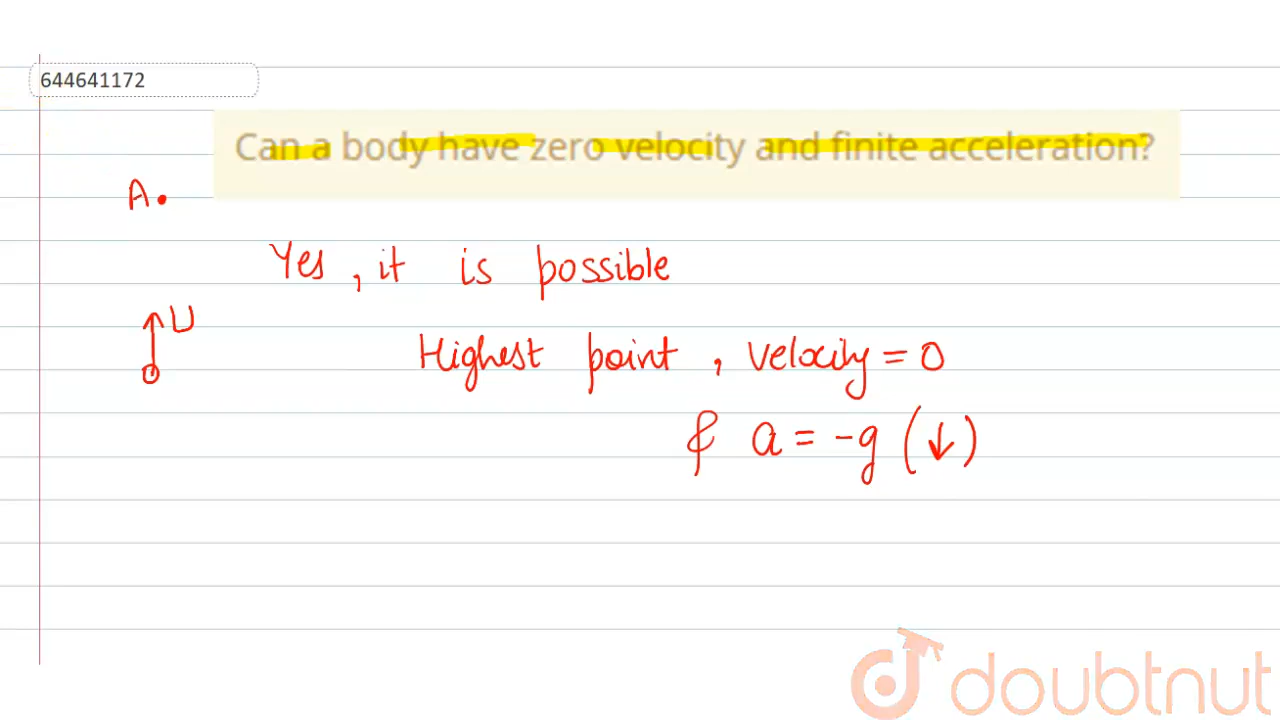 644641172
Can a body have zero velocity and finite acceleration?
A.
Yes, it is possible
U
Highest point, velocity = 0
& a = -g (↓)
doubtnut